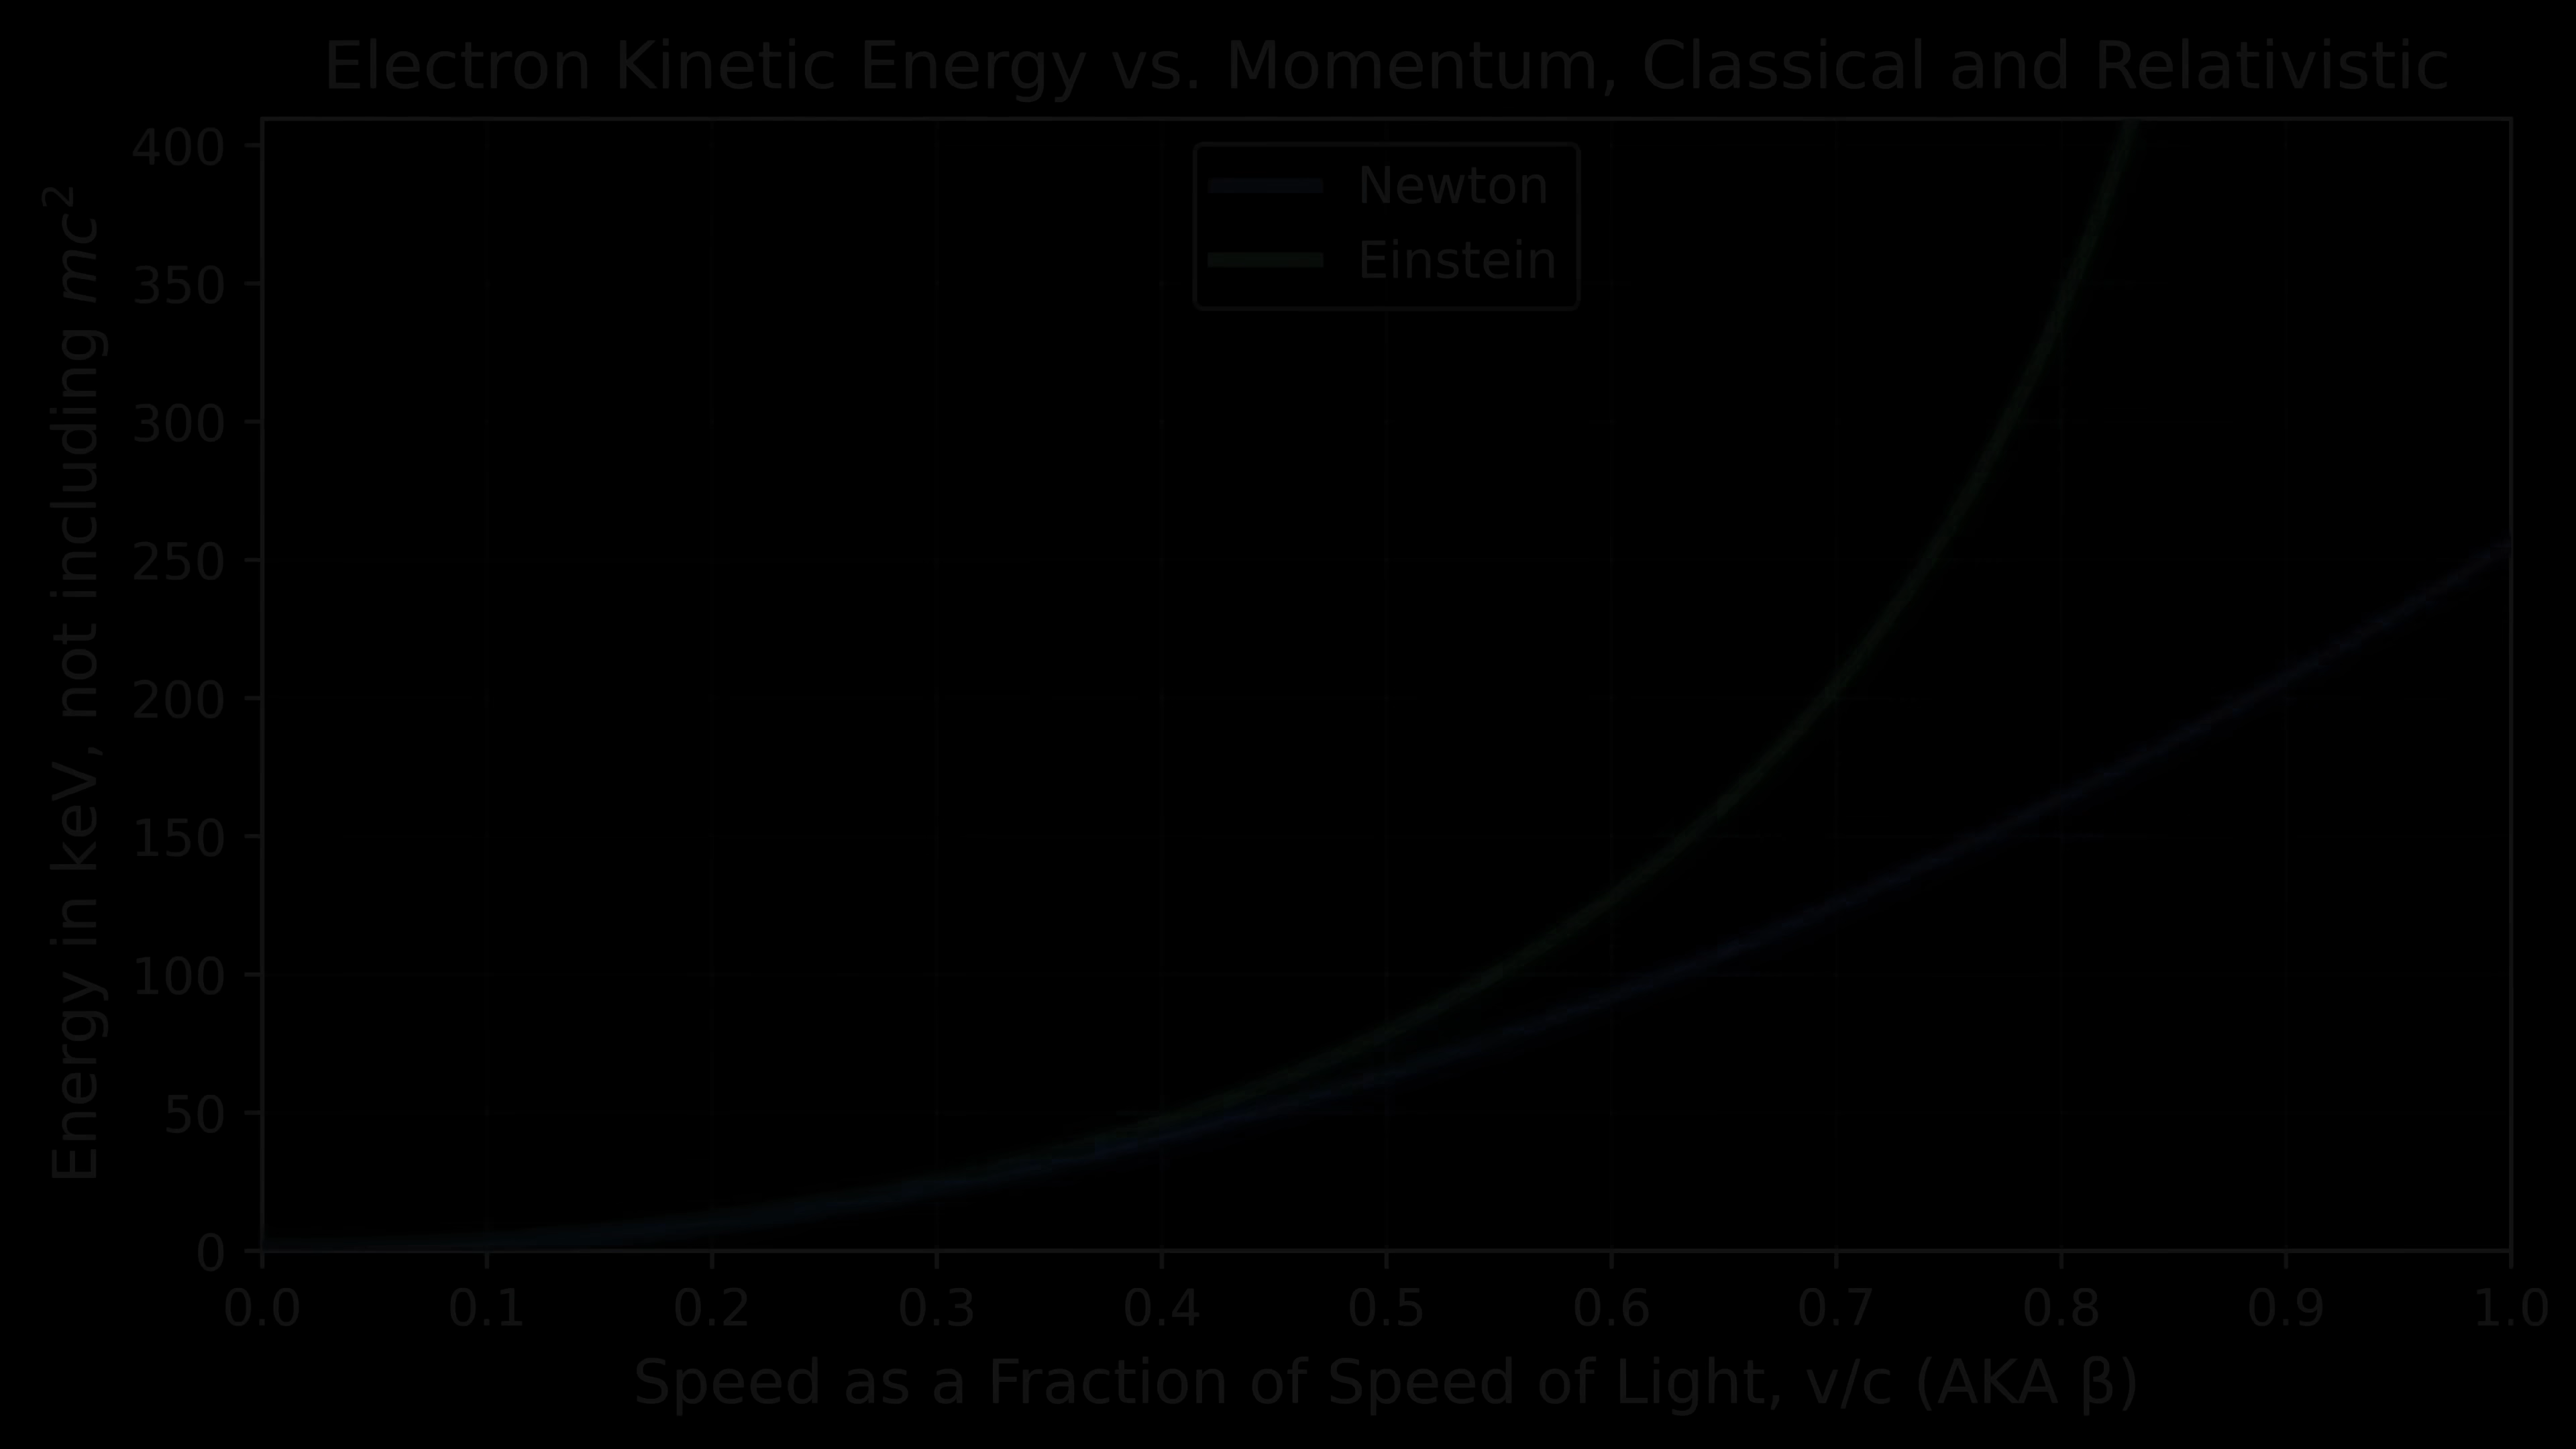 Electron Kinetic Energy vs. Momentum, Classical and Relativistic
Energy in keV, not including mc²
400
350
300
250
200
150
100
50
0
Newton
Einstein
0.0 0.1 0.2 0.3 0.4 0.5 0.6 0.7 0.8 0.9 1.0
Speed as a Fraction of Speed of Light, v/c (AKA β)